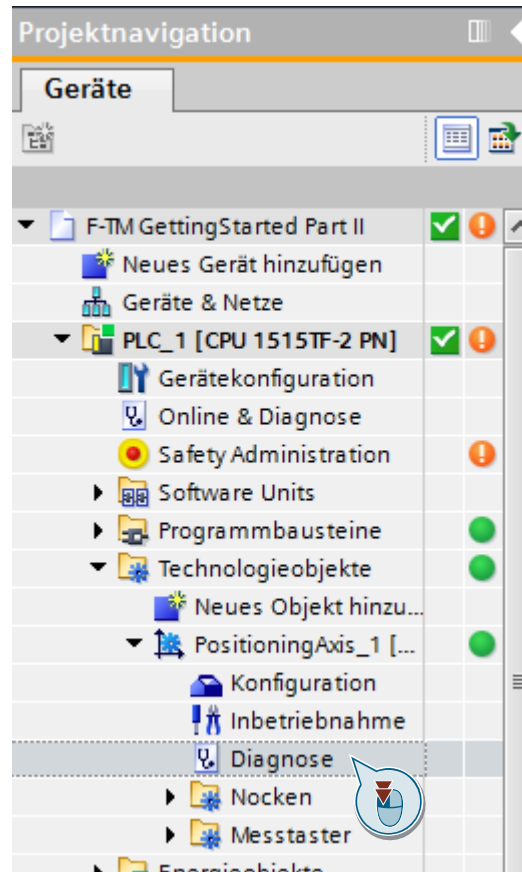 Projektnavigation
Geräte
F-TM GettingStarted Part II
Neues Gerät hinzufügen
Geräte & Netze
PLC_1 [CPU 1515TF-2 PN]
Gerätekonfiguration
Online & Diagnose
Safety Administration
Software Units
Programmbausteine
Technologieobjekte
Neues Objekt hinzu...
PositioningAxis_1 [...
Konfiguration
Inbetriebnahme
Diagnose
Nocken
Messtaster
Energieobjekte